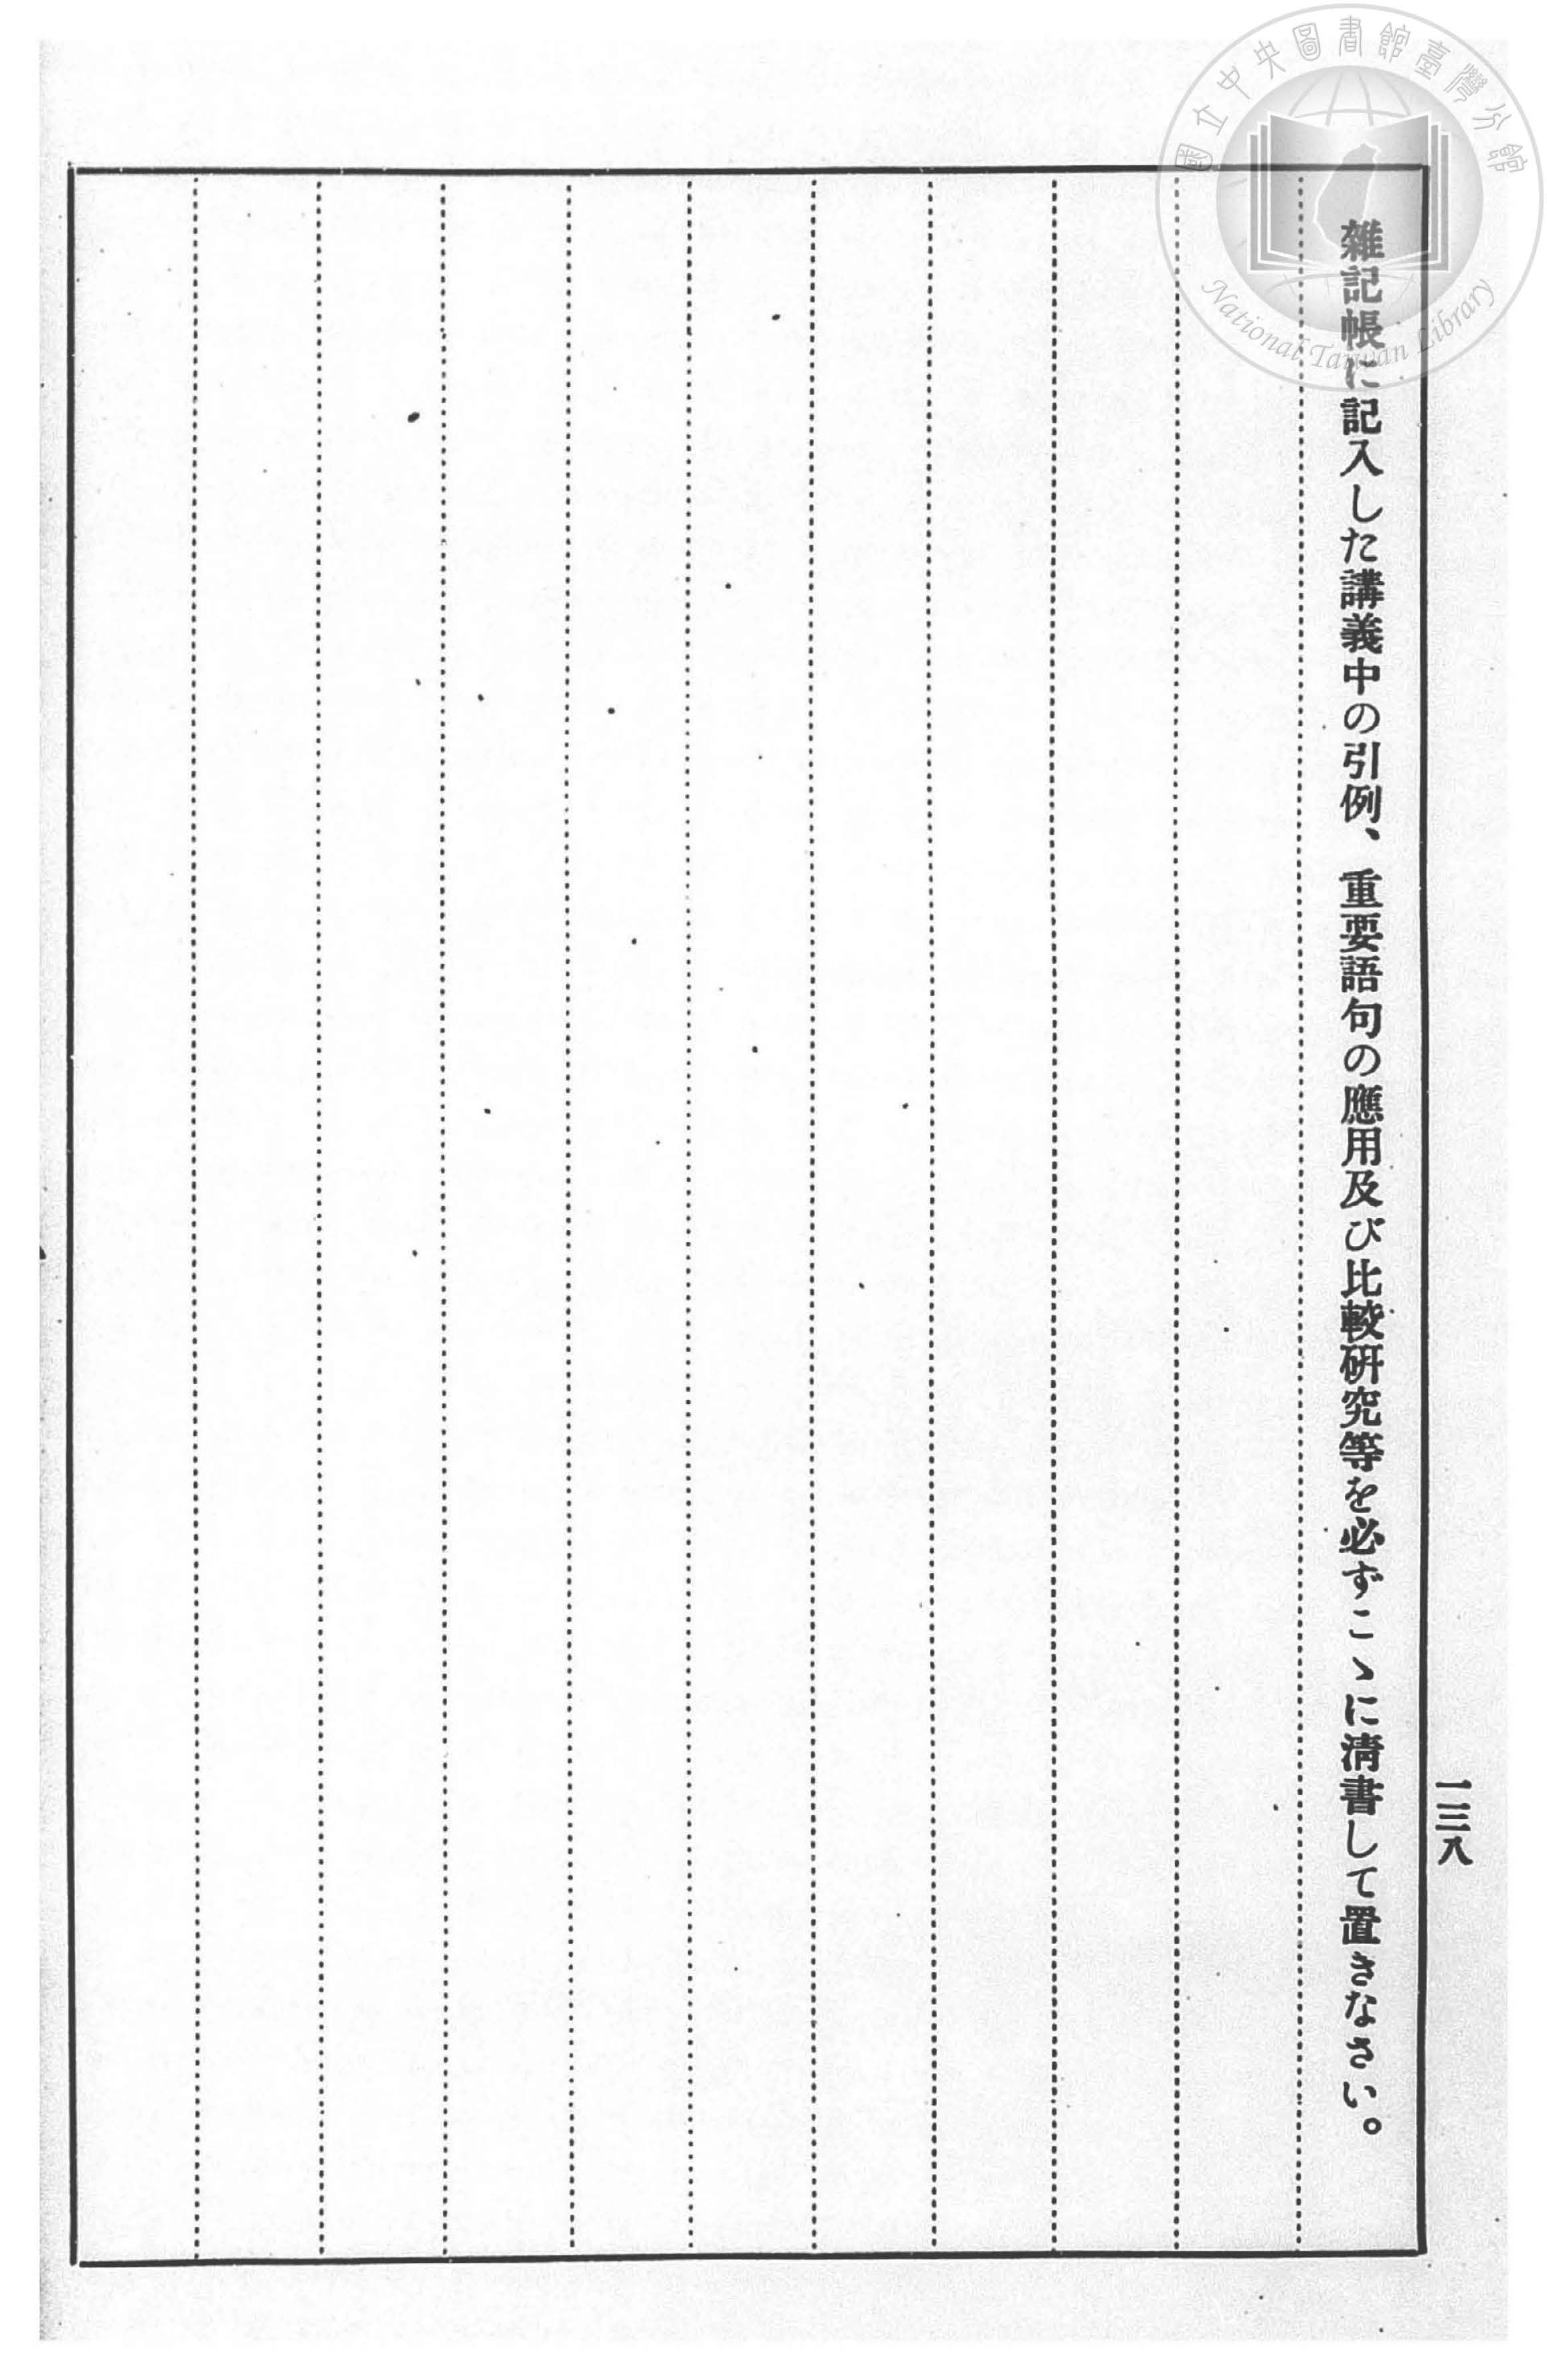 雜記帳に記入した講義中の引例、重要語句の應用及び比較硏究等を必ずこゝに淸書して置きなさい。
一三八
國立中央圖書館臺灣分館
National Taiwan Library